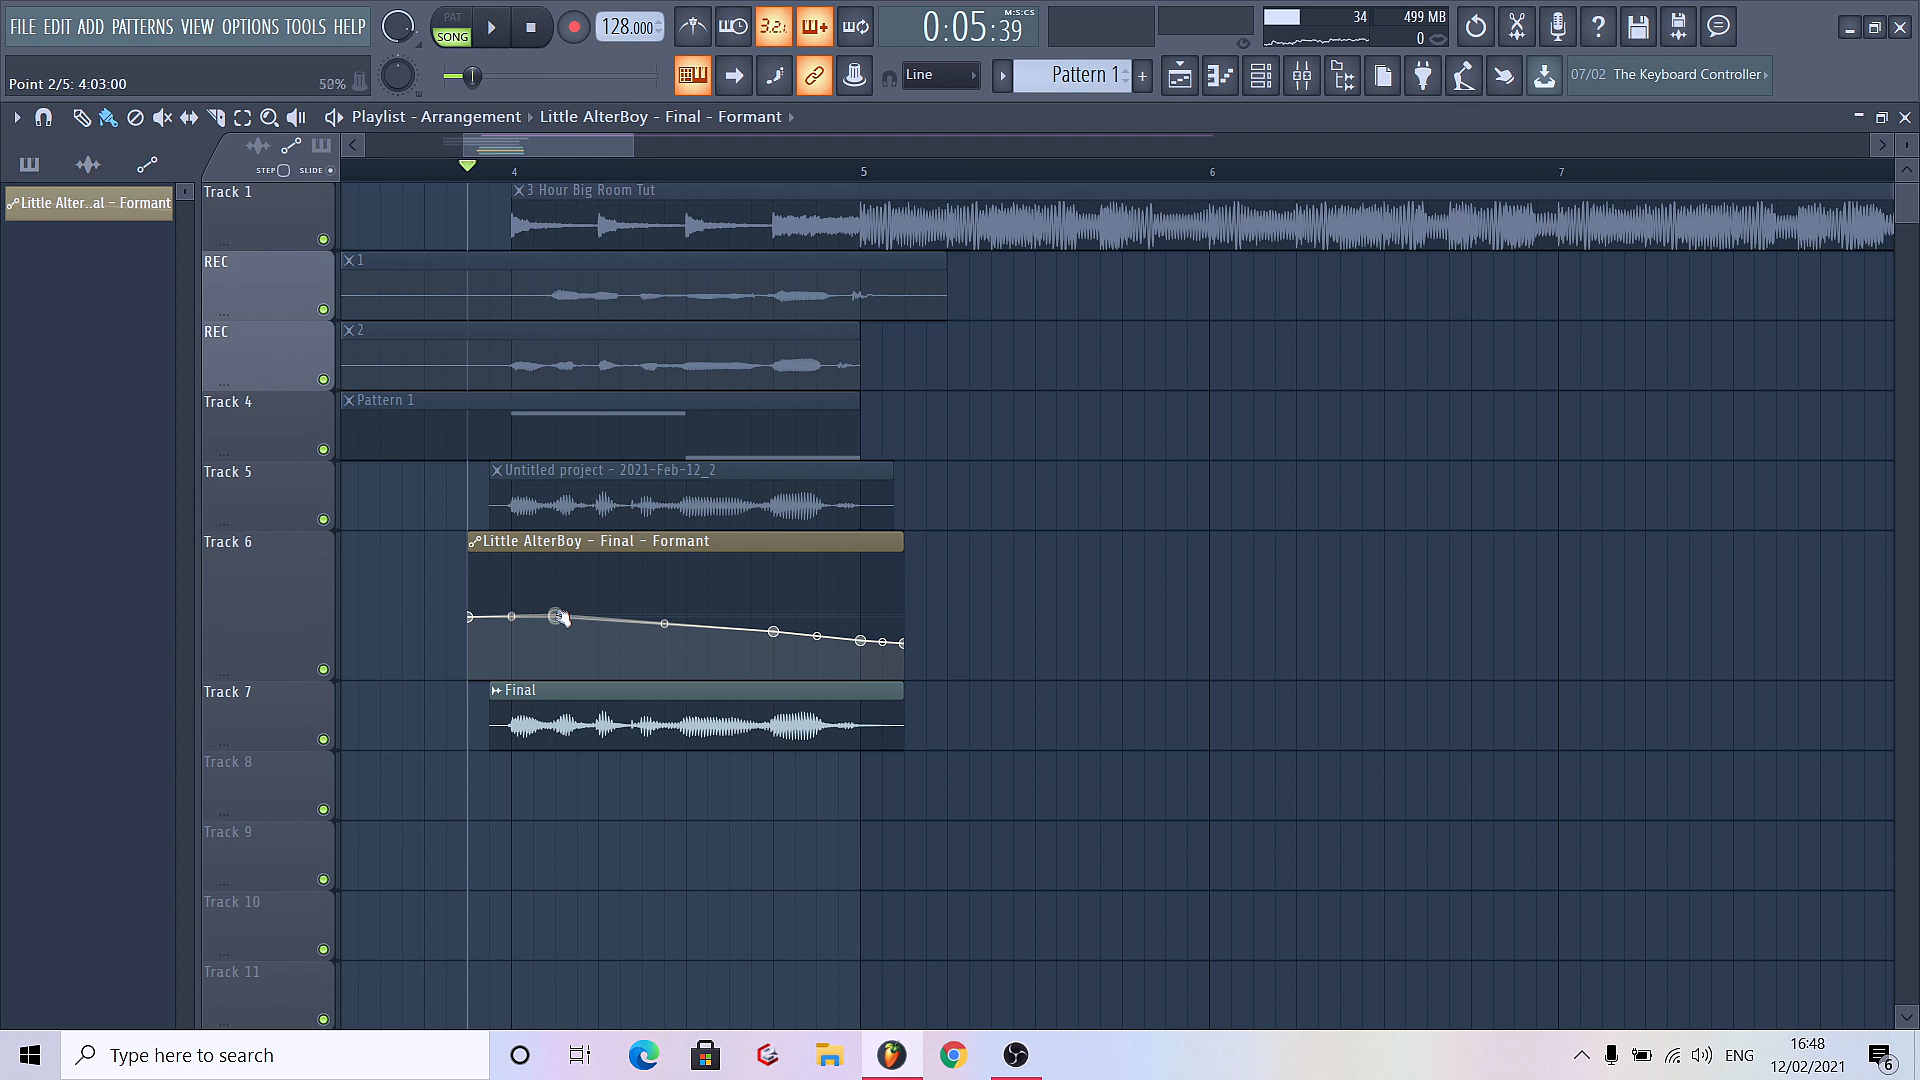 FILE EDIT ADD PATTERNS VIEW OPTIONS TOOLS HELP
PAT
SONG
128.000
3.2.
0:05:39
M:S:CS
34
499 MB
0
Point 2/5: 4:03:00
50%
Line
Pattern 1
+
07/02 The Keyboard Controller
Playlist - Arrangement
Little AlterBoy - Final - Formant
STEP
SLIDE
4
5
6
7
Little Alter..al - Formant
Track 1
3 Hour Big Room Tut
REC
1
REC
2
Track 4
Pattern 1
Track 5
Untitled project - 2021-Feb-12_2
Track 6
Little AlterBoy - Final - Formant
Track 7
Final
Track 8
Track 9
Track 10
Track 11
Type here to search
ENG
16:48
12/02/2021
6